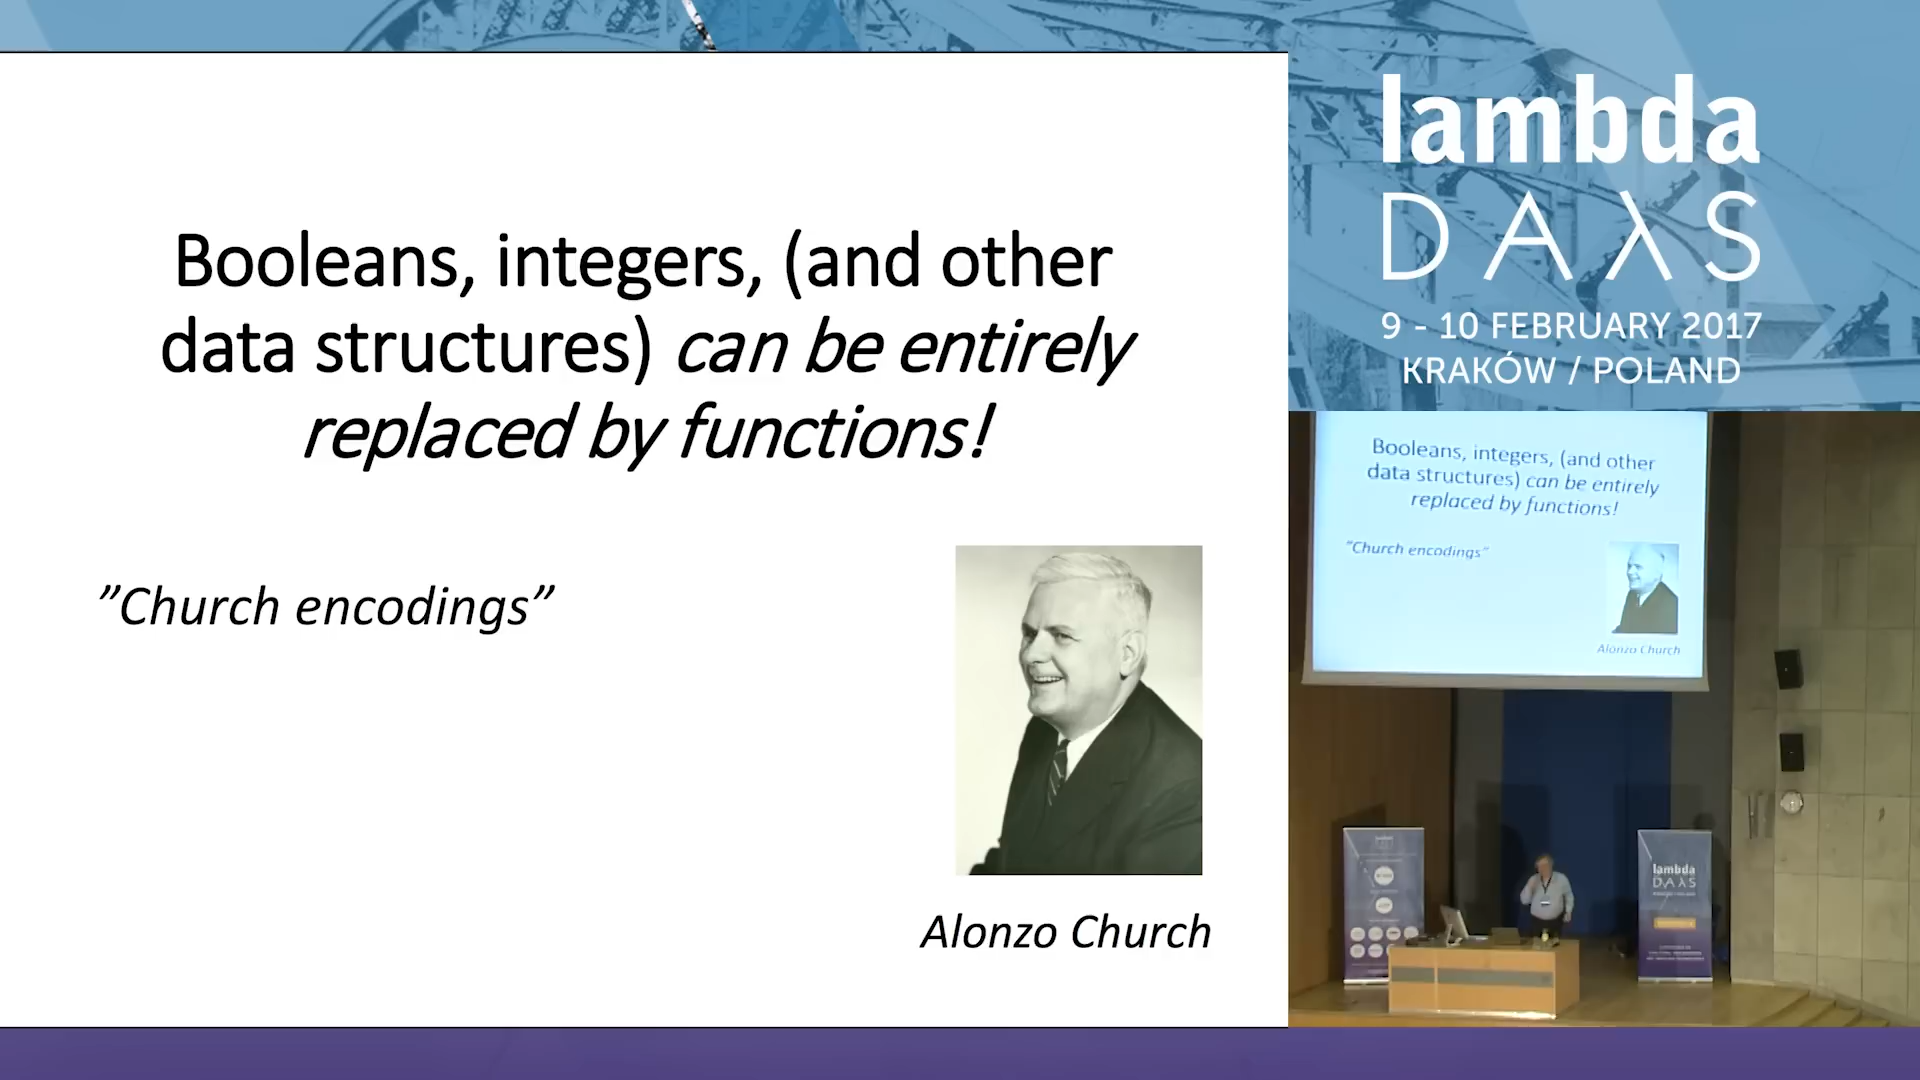 Booleans, integers, (and other
data structures) can be entirely
replaced by functions!
”Church encodings”
Alonzo Church
lambda
DAλS
9 - 10 FEBRUARY 2017
KRAKÓW / POLAND
Booleans, integers, (and other
data structures) can be entirely
replaced by functions!
”Church encodings”
Alonzo Church
lambda
DAλS